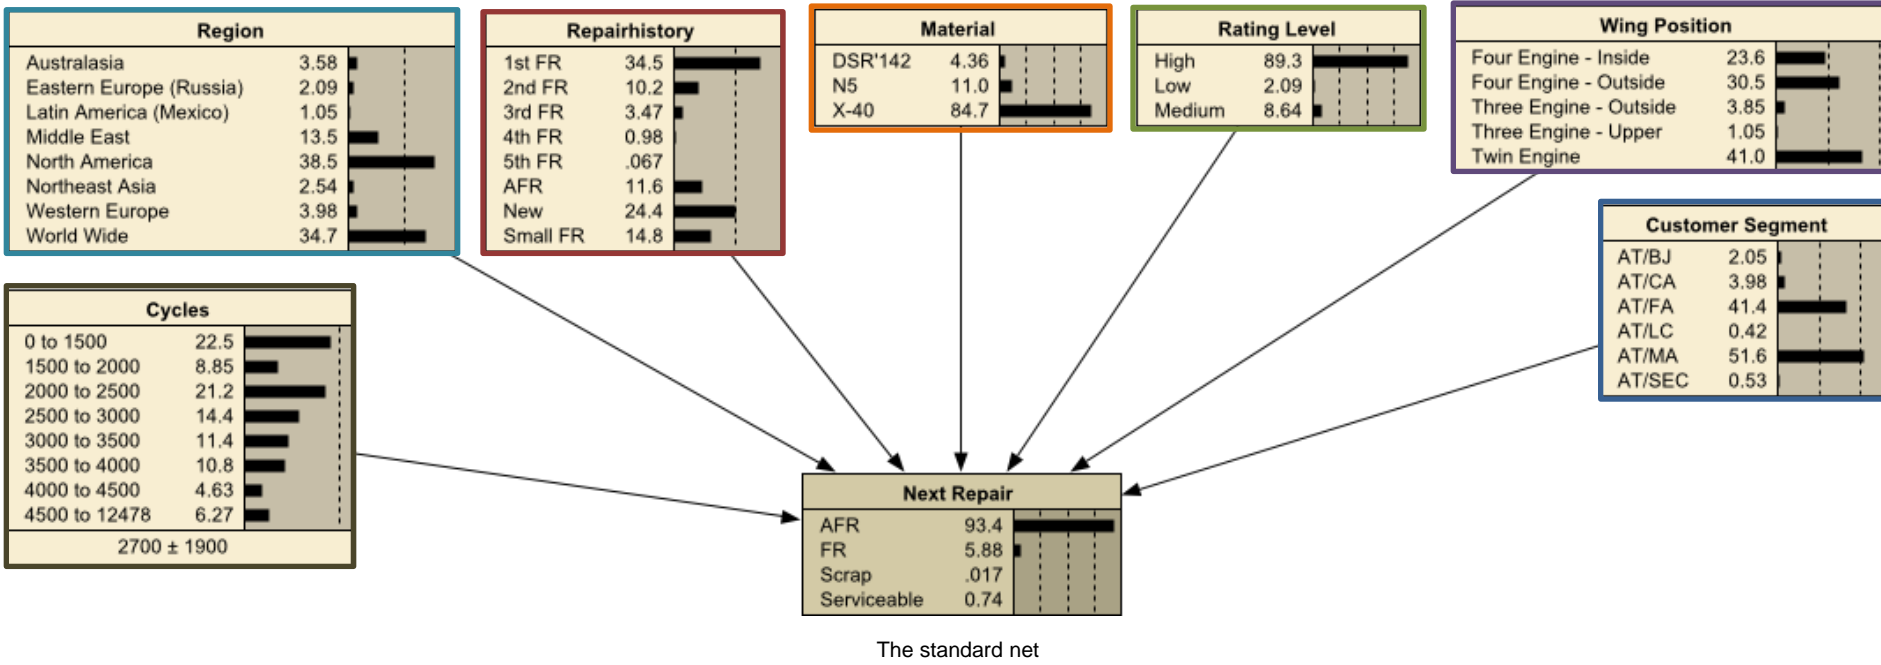 Region
Australasia 3.58
Eastern Europe (Russia) 2.09
Latin America (Mexico) 1.05
Middle East 13.5
North America 38.5
Northeast Asia 2.54
Western Europe 3.98
World Wide 34.7
Repairhistory
1st FR 34.5
2nd FR 10.2
3rd FR 3.47
4th FR 0.98
5th FR .067
AFR 11.6
New 24.4
Small FR 14.8
Material
DSR'142 4.36
N5 11.0
X-40 84.7
Rating Level
High 89.3
Low 2.09
Medium 8.64
Wing Position
Four Engine - Inside 23.6
Four Engine - Outside 30.5
Three Engine - Outside 3.85
Three Engine - Upper 1.05
Twin Engine 41.0
Customer Segment
AT/BJ 2.05
AT/CA 3.98
AT/FA 41.4
AT/LC 0.42
AT/MA 51.6
AT/SEC 0.53
Cycles
0 to 1500 22.5
1500 to 2000 8.85
2000 to 2500 21.2
2500 to 3000 14.4
3000 to 3500 11.4
3500 to 4000 10.8
4000 to 4500 4.63
4500 to 12478 6.27
2700 ± 1900
Next Repair
AFR 93.4
FR 5.88
Scrap .017
Serviceable 0.74
The standard net